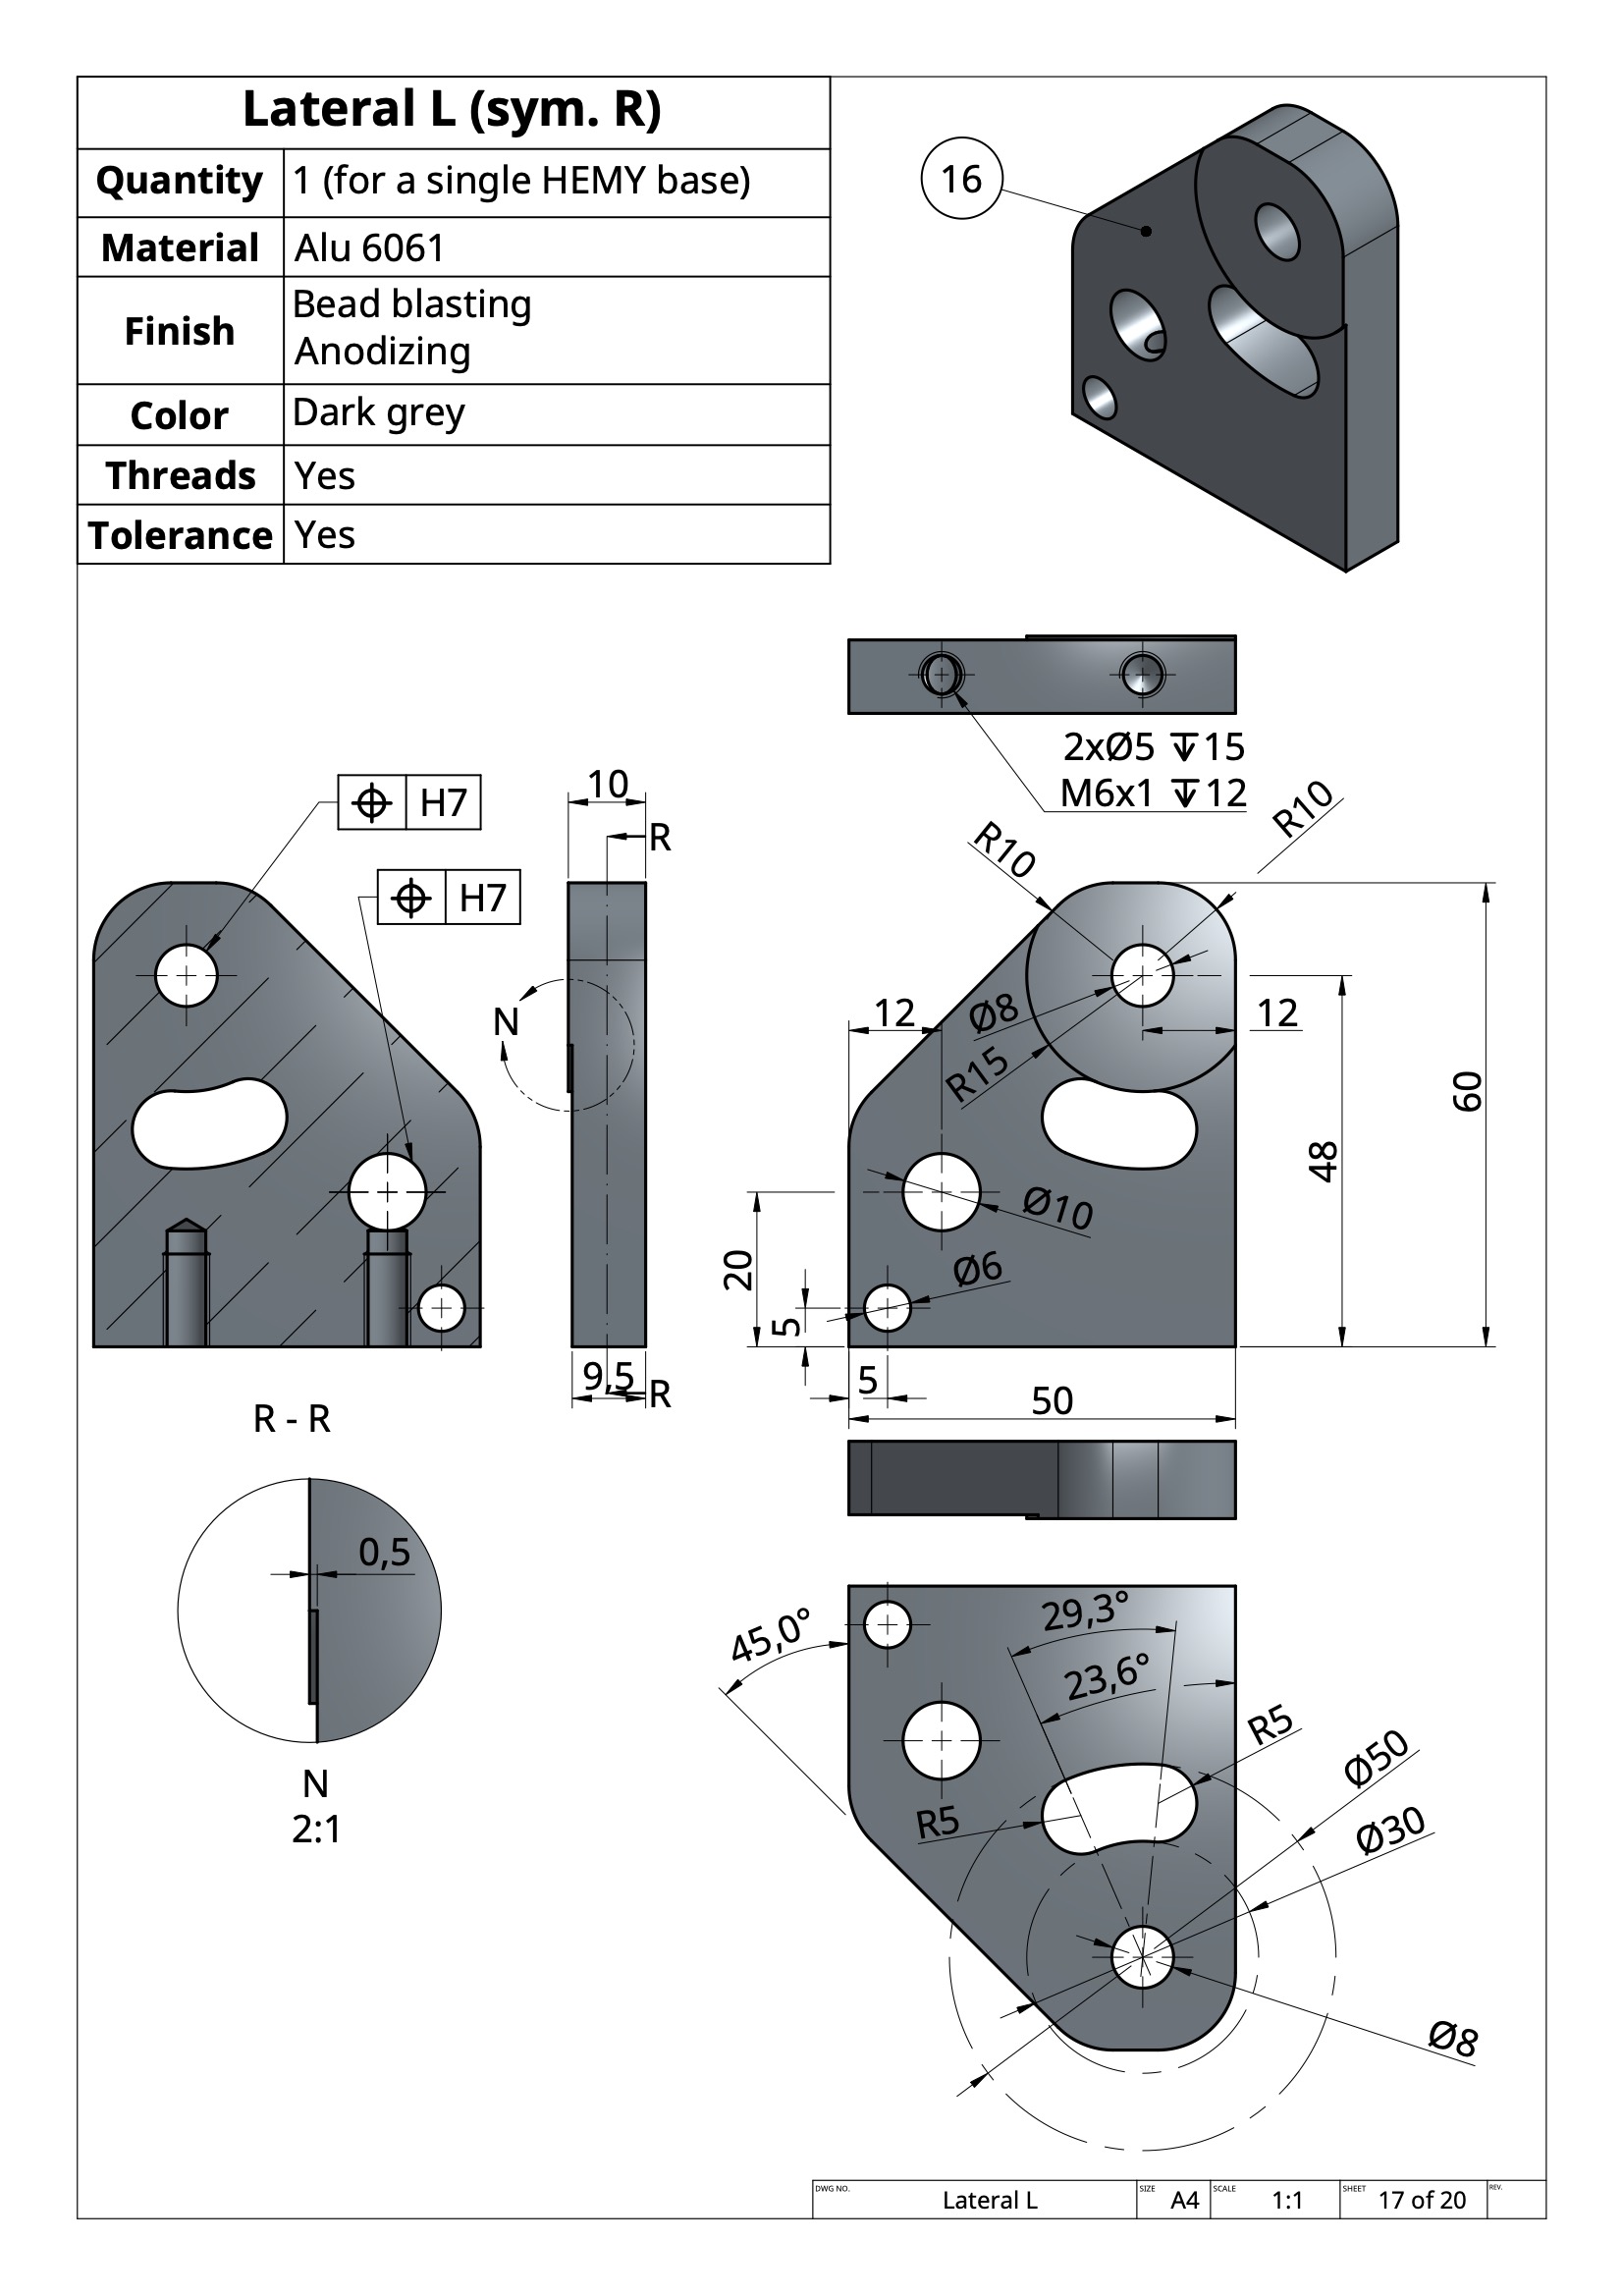 Lateral L (sym. R)
Quantity 1 (for a single HEMY base)
Material Alu 6061
Finish Bead blasting
Anodizing
Color Dark grey
Threads Yes
Tolerance Yes
16
2xØ5 ↧ 15
M6x1 ↧ 12
⌖ H7
⌖ H7
10
R
N
9,5
R
R10
R10
12
Ø8
12
R15
60
48
Ø10
20
Ø6
5
5
50
R - R
0,5
N
2:1
45,0°
29,3°
23,6°
R5
Ø50
R5
Ø30
Ø8
DWG NO. Lateral L SIZE A4 SCALE 1:1 SHEET 17 of 20 REV.